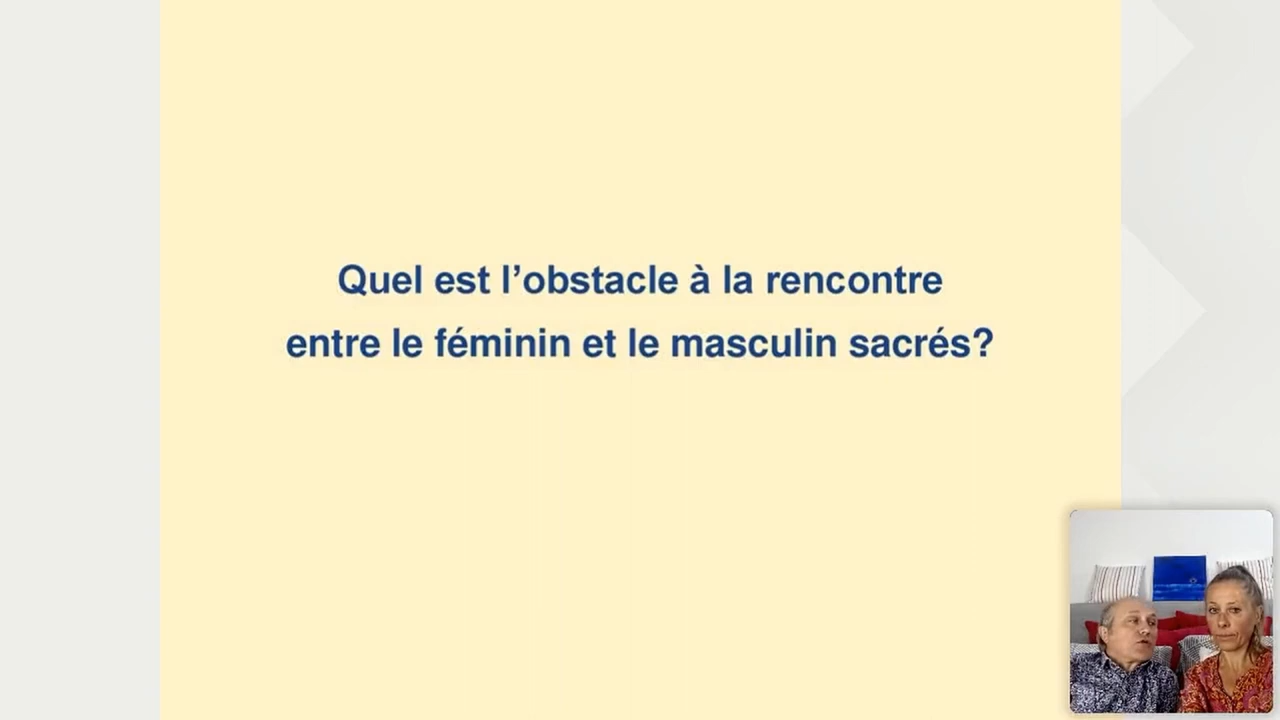 Quel est l’obstacle à la rencontre
entre le féminin et le masculin sacrés?